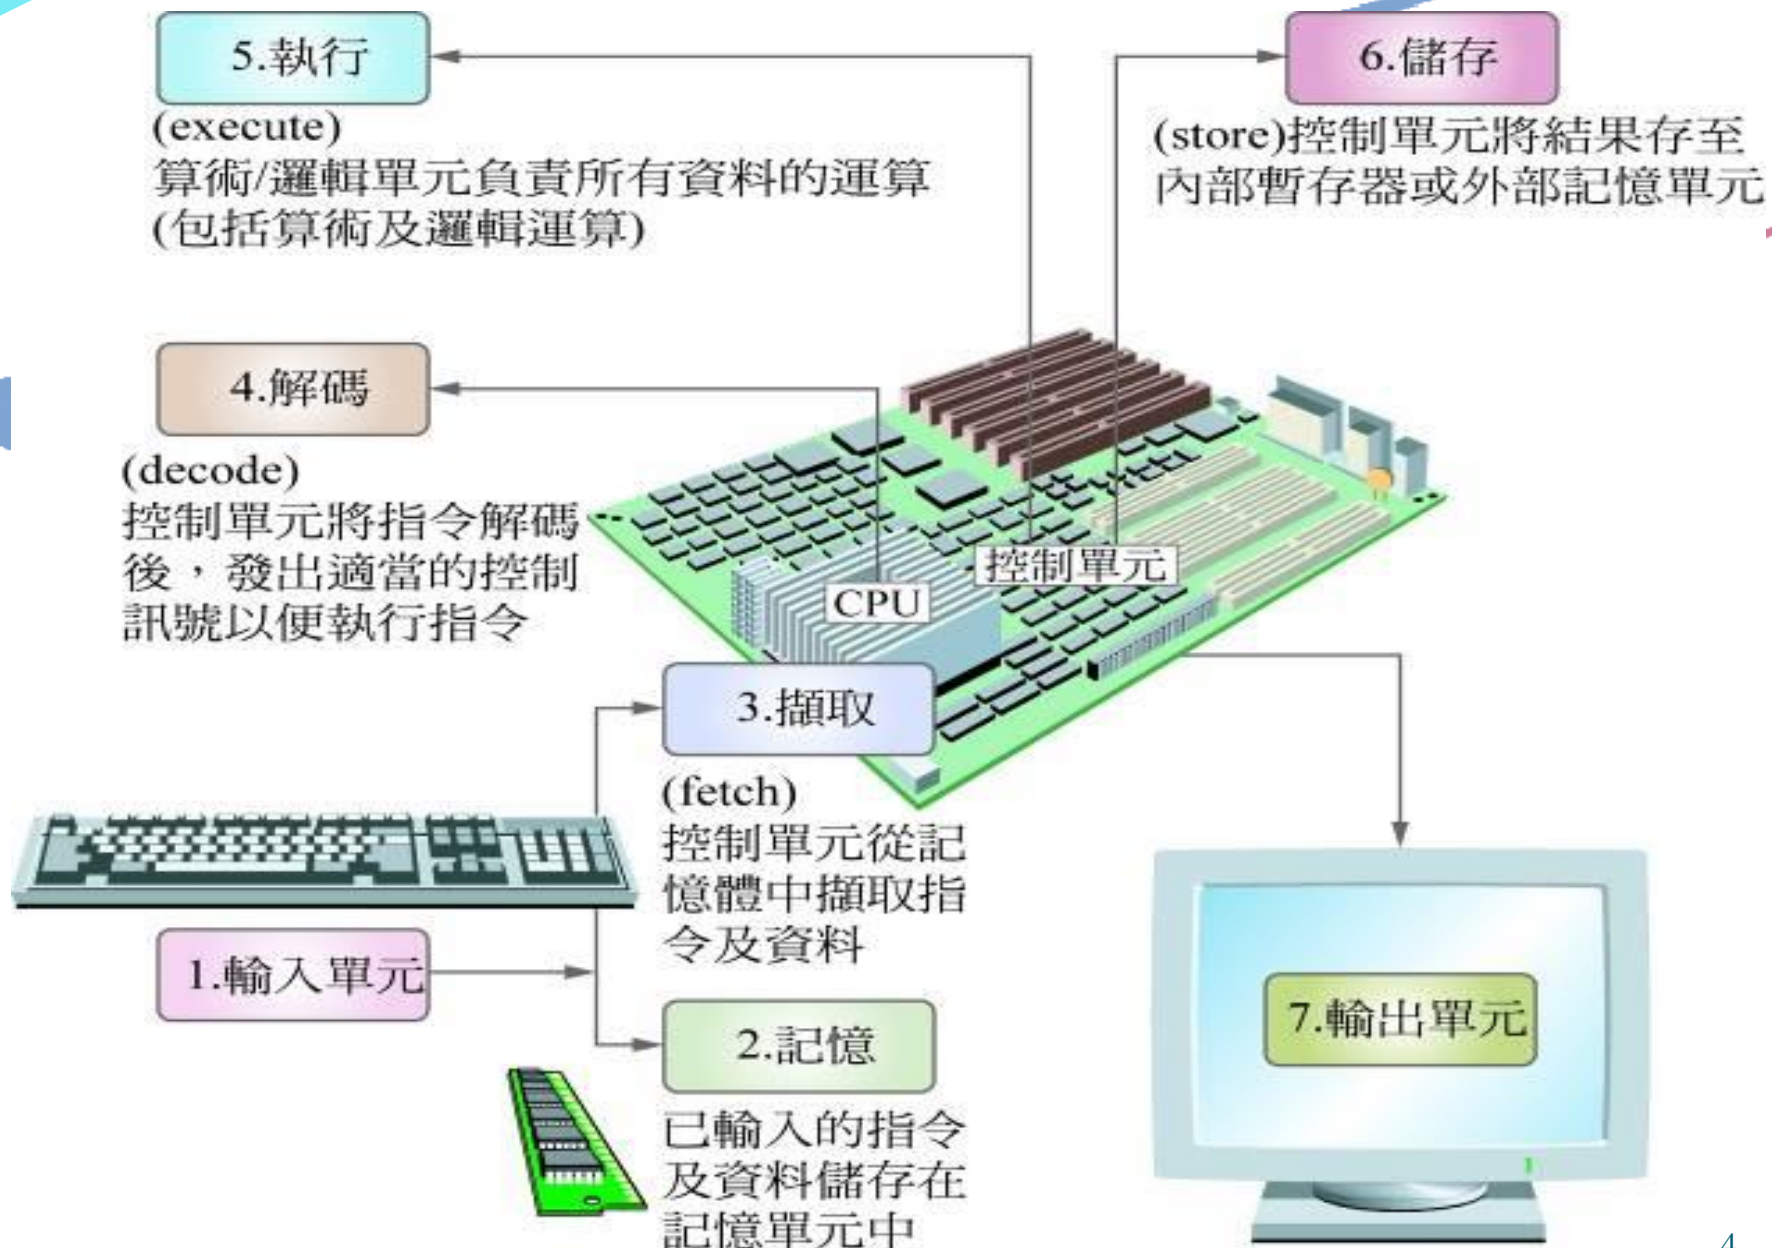 5.執行
(execute)
算術/邏輯單元負責所有資料的運算
(包括算術及邏輯運算)
6.儲存
(store)控制單元將結果存至
內部暫存器或外部記憶單元
4.解碼
(decode)
控制單元將指令解碼
後，發出適當的控制
訊號以便執行指令
控制單元
CPU
3.擷取
(fetch)
控制單元從記
憶體中擷取指
令及資料
1.輸入單元
2.記憶
已輸入的指令
及資料儲存在
記憶單元中
7.輸出單元
4